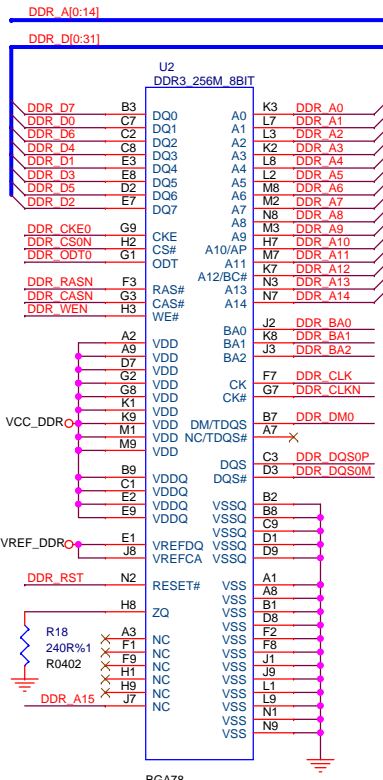 DDR_A[0:14]
DDR_D[0:31]
U2
DDR3_256M_8BIT
DDR_D7 B3 DQ0 A0 K3 DDR_A0
DDR_D0 C7 DQ1 A1 L7 DDR_A1
DDR_D6 C2 DQ2 A2 L3 DDR_A2
DDR_D4 C8 DQ3 A3 K2 DDR_A3
DDR_D1 E3 DQ4 A4 L8 DDR_A4
DDR_D3 E8 DQ5 A5 L2 DDR_A5
DDR_D5 D2 DQ6 A6 M8 DDR_A6
DDR_D2 E7 DQ7 A7 M2 DDR_A7
A8 N8 DDR_A8
DDR_CKE0 G9 CKE A9 M3 DDR_A9
DDR_CS0N H2 CS# A10/AP H7 DDR_A10
DDR_ODT0 G1 ODT A11 M7 DDR_A11
A12/BC# K7 DDR_A12
DDR_RASN F3 RAS# A13 N3 DDR_A13
DDR_CASN G3 CAS# A14 N7 DDR_A14
DDR_WEN H3 WE#
BA0 J2 DDR_BA0
A2 VDD BA1 K8 DDR_BA1
A9 VDD BA2 J3 DDR_BA2
D7 VDD
G2 VDD CK F7 DDR_CLK
G8 VDD CK# G7 DDR_CLKN
K1 VDD
VCC_DDR K9 VDD DM/TDQS B7 DDR_DM0
M1 VDD NC/TDQS# A7
M9 VDD
DQS C3 DDR_DQS0P
B9 VDDQ DQS# D3 DDR_DQS0M
C1 VDDQ
E2 VDDQ VSSQ B2
E9 VDDQ VSSQ B8
VSSQ C9
VREF_DDR E1 VREFDQ VSSQ D1
J8 VREFCA VSSQ D9
DDR_RST N2 RESET# VSS A1
VSS A8
H8 ZQ VSS B1
VSS D8
R18 A3 NC VSS F2
240R%1 F1 NC VSS F8
R0402 F9 NC VSS J1
H1 NC VSS J9
H9 NC VSS L1
DDR_A15 J7 NC VSS L9
VSS N1
VSS N9
BGA78